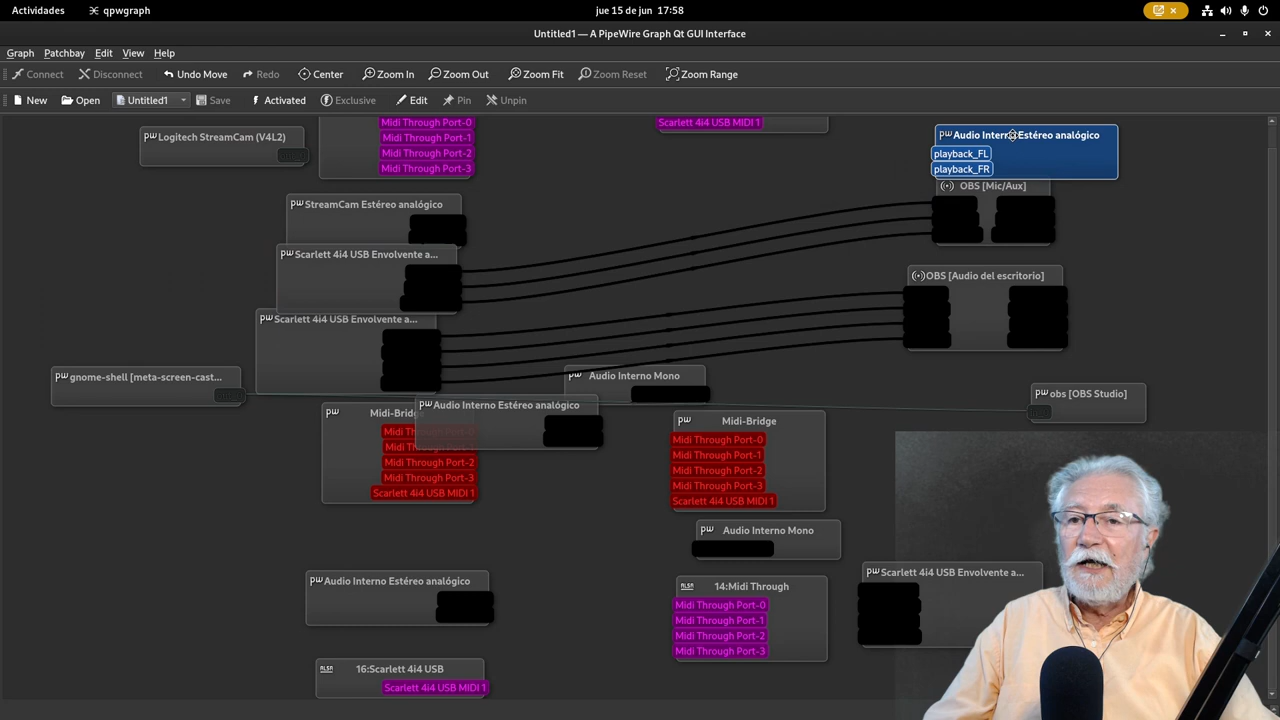 Actividades
qpwgraph
jue 15 de jun 17:58
Untitled1 — A PipeWire Graph Qt GUI Interface
Graph Patchbay Edit View Help
Connect Disconnect Undo Move Redo Center Zoom In Zoom Out Zoom Fit Zoom Reset Zoom Range
New Open Untitled1 Save Activated Exclusive Edit Pin Unpin
Logitech StreamCam (V4L2)
Midi Through Port-0
Midi Through Port-1
Midi Through Port-2
Midi Through Port-3
Scarlett 4i4 USB MIDI 1
Audio Interno Estéreo analógico
playback_FL
playback_FR
OBS [Mic/Aux]
StreamCam Estéreo analógico
Scarlett 4i4 USB Envolvente a...
OBS [Audio del escritorio]
Scarlett 4i4 USB Envolvente a...
gnome-shell [meta-screen-cast...
Audio Interno Mono
obs [OBS Studio]
Midi-Bridg
Midi Through Port-2
Midi Through Port-3
Scarlett 4i4 USB MIDI 1
Audio Interno Estéreo analógico
Midi-Bridge
Midi Through Port-0
Midi Through Port-1
Midi Through Port-2
Midi Through Port-3
Scarlett 4i4 USB MIDI 1
Audio Interno Mono
Audio Interno Estéreo analógico
14:Midi Through
Midi Through Port-0
Midi Through Port-1
Midi Through Port-2
Midi Through Port-3
Scarlett 4i4 USB Envolvente a...
16:Scarlett 4i4 USB
Scarlett 4i4 USB MIDI 1